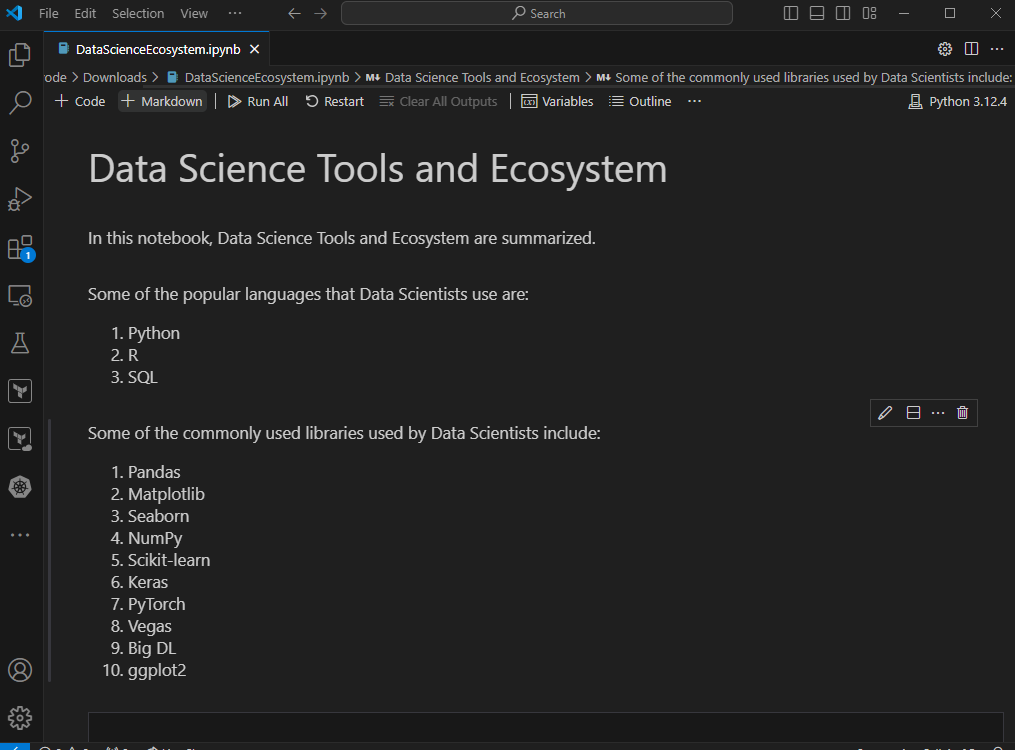 File Edit Selection View ... Search
DataScienceEcosystem.ipynb
Downloads > DataScienceEcosystem.ipynb > M↓ Data Science Tools and Ecosystem > M↓ Some of the commonly used libraries used by Data Scientists include:
+ Code + Markdown | Run All Restart Clear All Outputs | Variables Outline ... Python 3.12.4
Data Science Tools and Ecosystem
In this notebook, Data Science Tools and Ecosystem are summarized.
Some of the popular languages that Data Scientists use are:
1. Python
2. R
3. SQL
Some of the commonly used libraries used by Data Scientists include:
1. Pandas
2. Matplotlib
3. Seaborn
4. NumPy
5. Scikit-learn
6. Keras
7. PyTorch
8. Vegas
9. Big DL
10. ggplot2
1